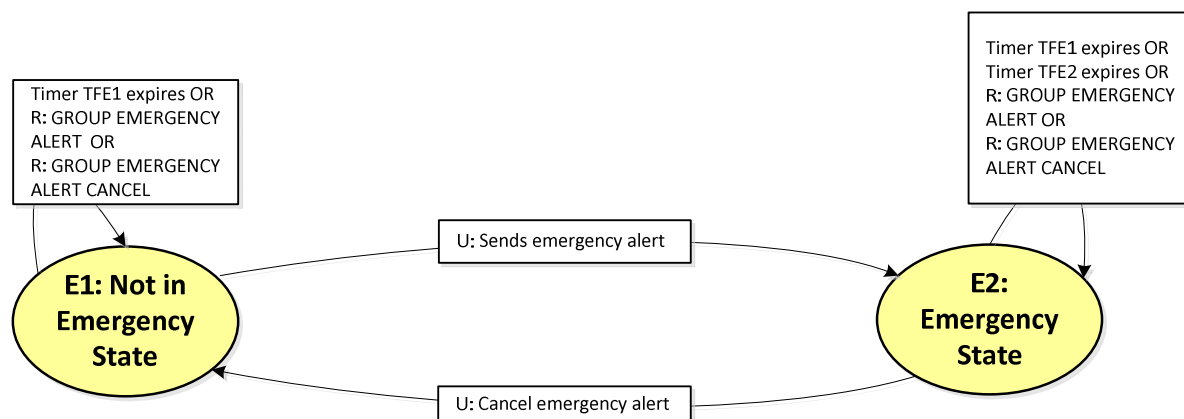 Timer TFE1 expires OR
R: GROUP EMERGENCY
ALERT OR
R: GROUP EMERGENCY
ALERT CANCEL
Timer TFE1 expires OR
Timer TFE2 expires OR
R: GROUP EMERGENCY
ALERT OR
R: GROUP EMERGENCY
ALERT CANCEL
U: Sends emergency alert
E1: Not in
Emergency
State
E2:
Emergency
State
U: Cancel emergency alert